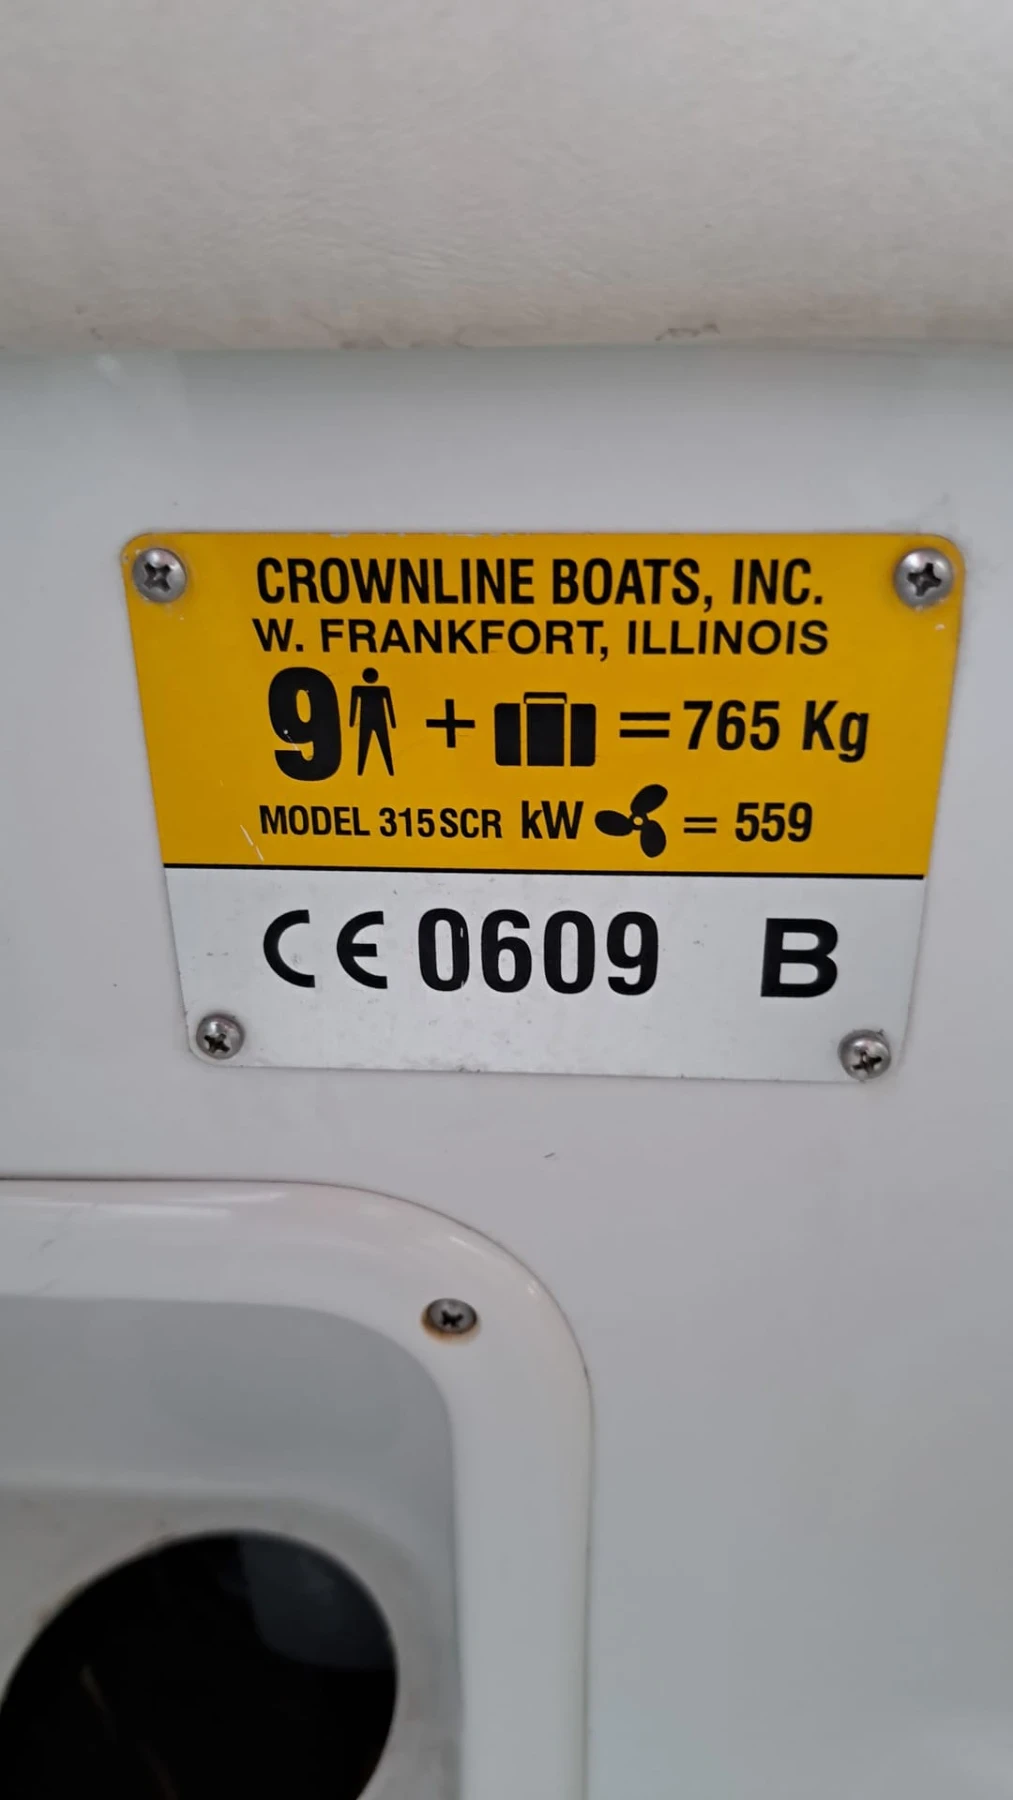 CROWNLINE BOATS, INC.
W. FRANKFORT, ILLINOIS
9 + = 765 Kg
MODEL 315SCR kW = 559
CE 0609 B